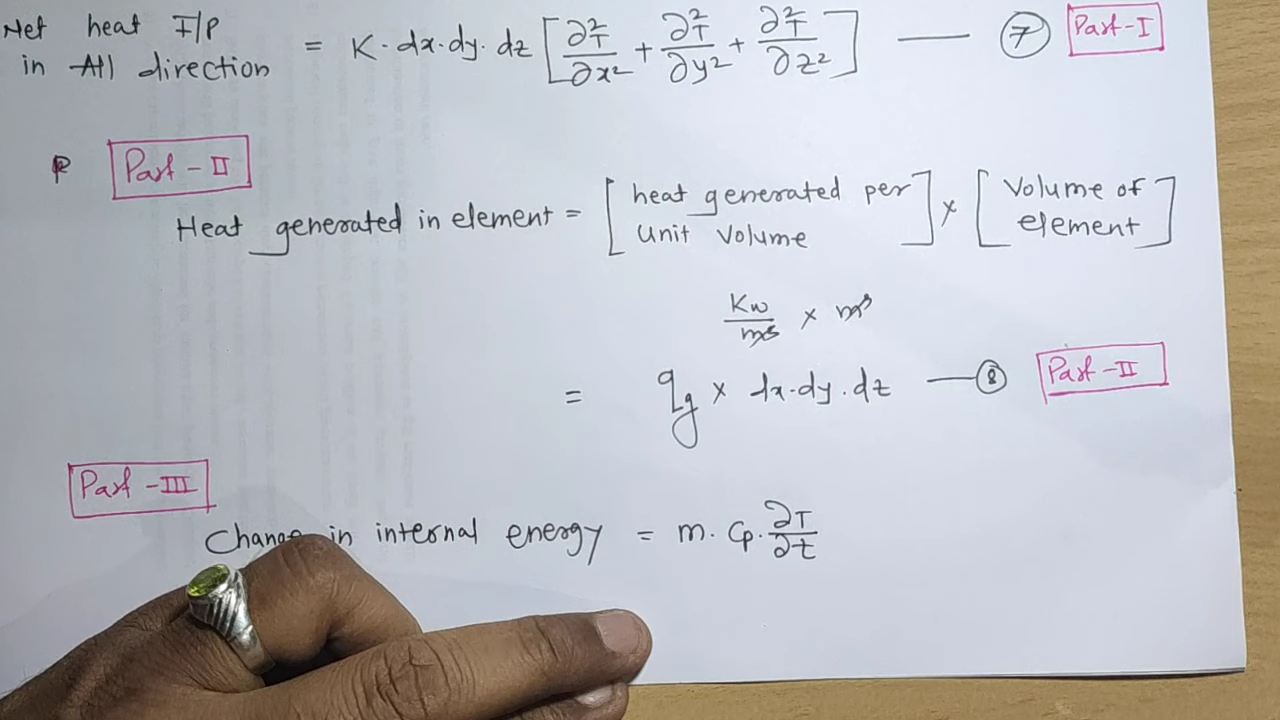 Net heat I/P
in All direction = K·dx·dy·dz [∂²T/∂x² + ∂²T/∂y² + ∂²T/∂z²] — ⑦ Part-I
Part-II
Heat generated in element = [heat generated per unit volume] × [Volume of element]
Kw/m³ × m³
= qg × dx·dy·dz — ⑧ Part-II
Part-III
Change in internal energy = m. Cp. ∂T/∂t